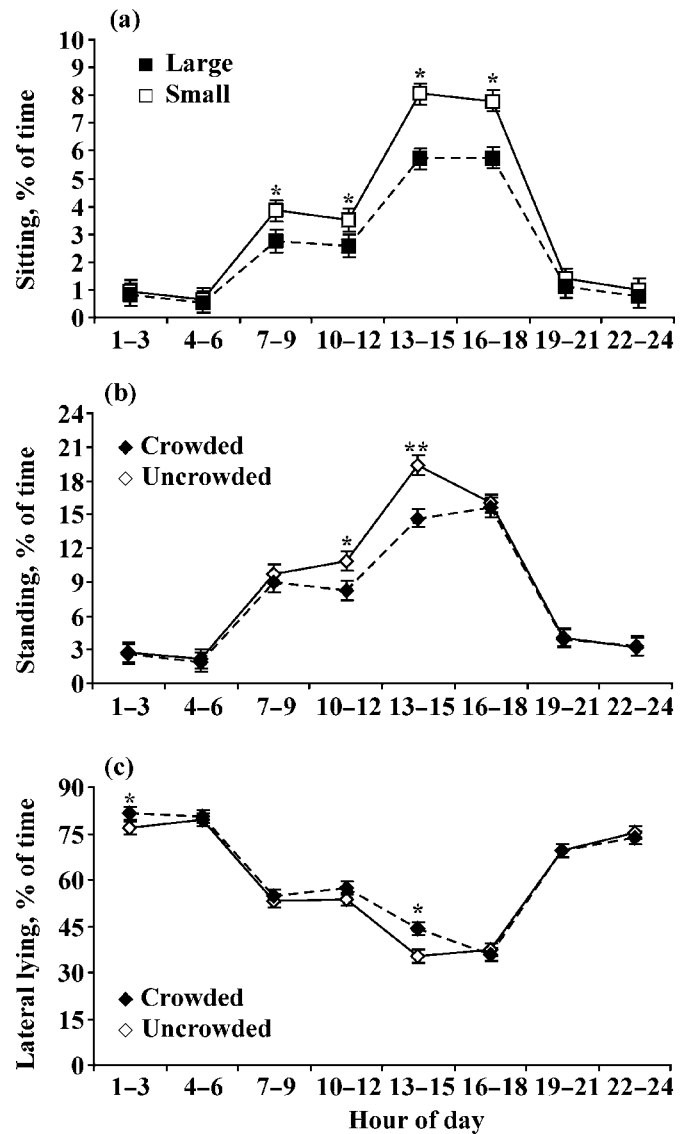 (a)
Sitting, % of time
10
9
8
7
6
5
4
3
2
1
0
■ Large
□ Small
*
*
*
*
1–3 4–6 7–9 10–12 13–15 16–18 19–21 22–24
(b)
Standing, % of time
24
21
18
15
12
9
6
3
0
◆ Crowded
◇ Uncrowded
*
**
1–3 4–6 7–9 10–12 13–15 16–18 19–21 22–24
(c)
Lateral lying, % of time
90
75
60
45
30
15
0
*
*
◆ Crowded
◇ Uncrowded
1–3 4–6 7–9 10–12 13–15 16–18 19–21 22–24
Hour of day